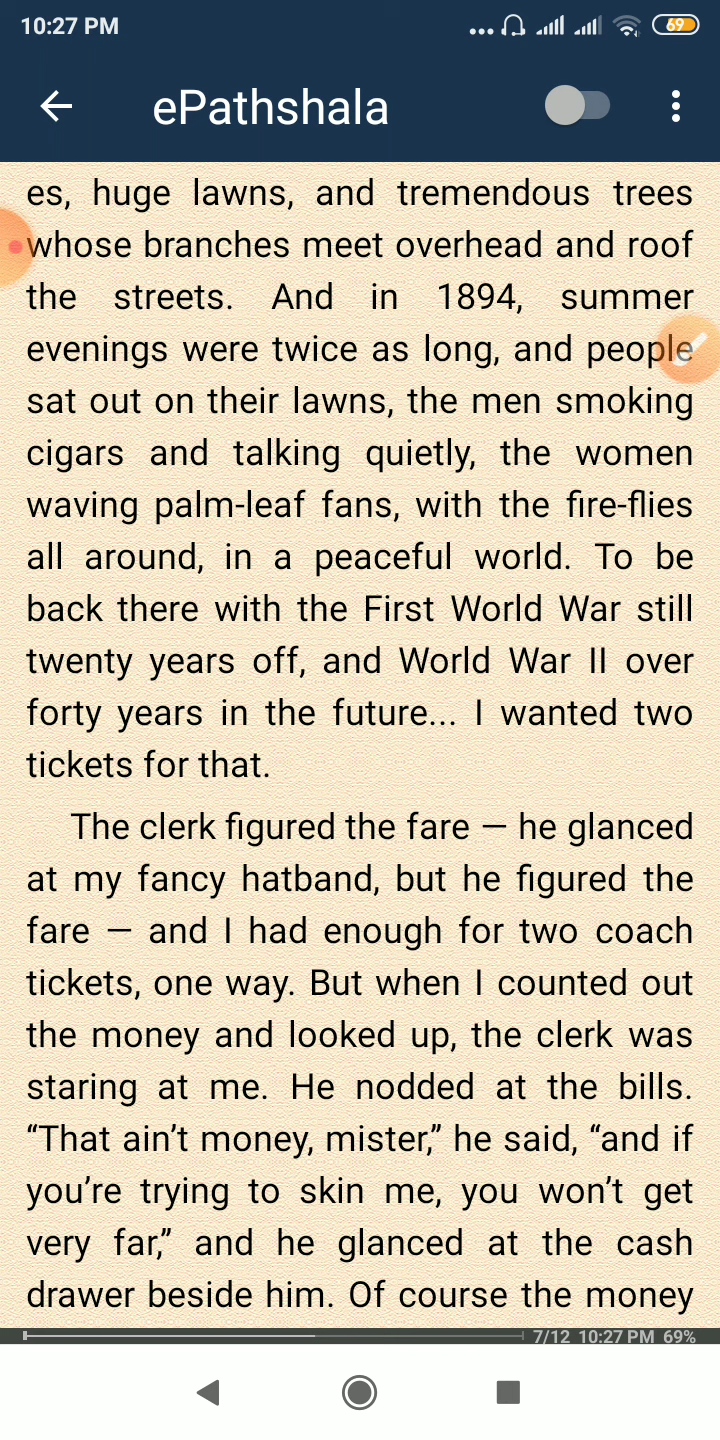 10:27 PM
69
ePathshala
es, huge lawns, and tremendous trees
whose branches meet overhead and roof
the streets. And in 1894, summer
evenings were twice as long, and people
sat out on their lawns, the men smoking
cigars and talking quietly, the women
waving palm-leaf fans, with the fire-flies
all around, in a peaceful world. To be
back there with the First World War still
twenty years off, and World War II over
forty years in the future... I wanted two
tickets for that.
The clerk figured the fare — he glanced
at my fancy hatband, but he figured the
fare — and I had enough for two coach
tickets, one way. But when I counted out
the money and looked up, the clerk was
staring at me. He nodded at the bills.
“That ain’t money, mister,” he said, “and if
you’re trying to skin me, you won’t get
very far,” and he glanced at the cash
drawer beside him. Of course the money
7/12 10:27 PM 69%